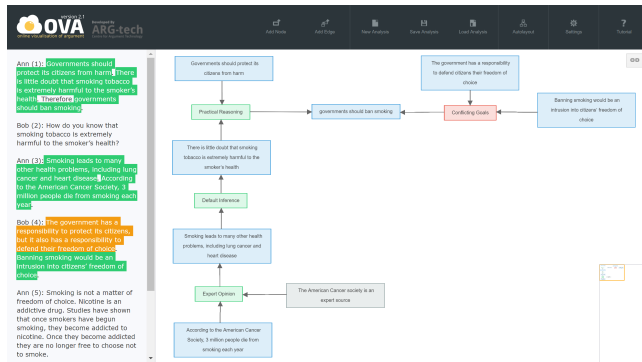 version 2.1
OVA
online visualisation of argument
Developed By
ARG-tech
Centre for Argument Technology
Add Node
Add Edge
New Analysis
Save Analysis
Load Analysis
Autolayout
Settings
Tutorial
Ann (1): Governments should
protect its citizens from harm. There
is little doubt that smoking tobacco
is extremely harmful to the smoker's
health. Therefore governments
should ban smoking.
Bob (2): How do you know that
smoking tobacco is extremely
harmful to the smoker's health?
Ann (3): Smoking leads to many
other health problems, including lung
cancer and heart disease. According
to the American Cancer Society, 3
million people die from smoking each
year.
Bob (4): The government has a
responsibility to protect its citizens,
but it also has a responsibility to
defend their freedom of choice.
Banning smoking would be an
intrusion into citizens' freedom of
choice.
Ann (5): Smoking is not a matter of
freedom of choice. Nicotine is an
addictive drug. Studies have shown
that once smokers have begun
smoking, they become addicted to
nicotine. Once they become addicted
they are no longer free to choose not
to smoke.
Governments should protect its
citizens from harm
Practical Reasoning
governments should ban smoking
The government has a responsibility
to defend citizens their freedom of
choice
Conflicting Goals
Banning smoking would be an
intrusion into citizens' freedom of
choice
There is little doubt that smoking
tobacco is extremely harmful to the
smoker's health
Default Inference
Smoking leads to many other health
problems, including lung cancer and
heart disease
Expert Opinion
The American Cancer society is an
expert source
According to the American Cancer
Society, 3 million people die from
smoking each year